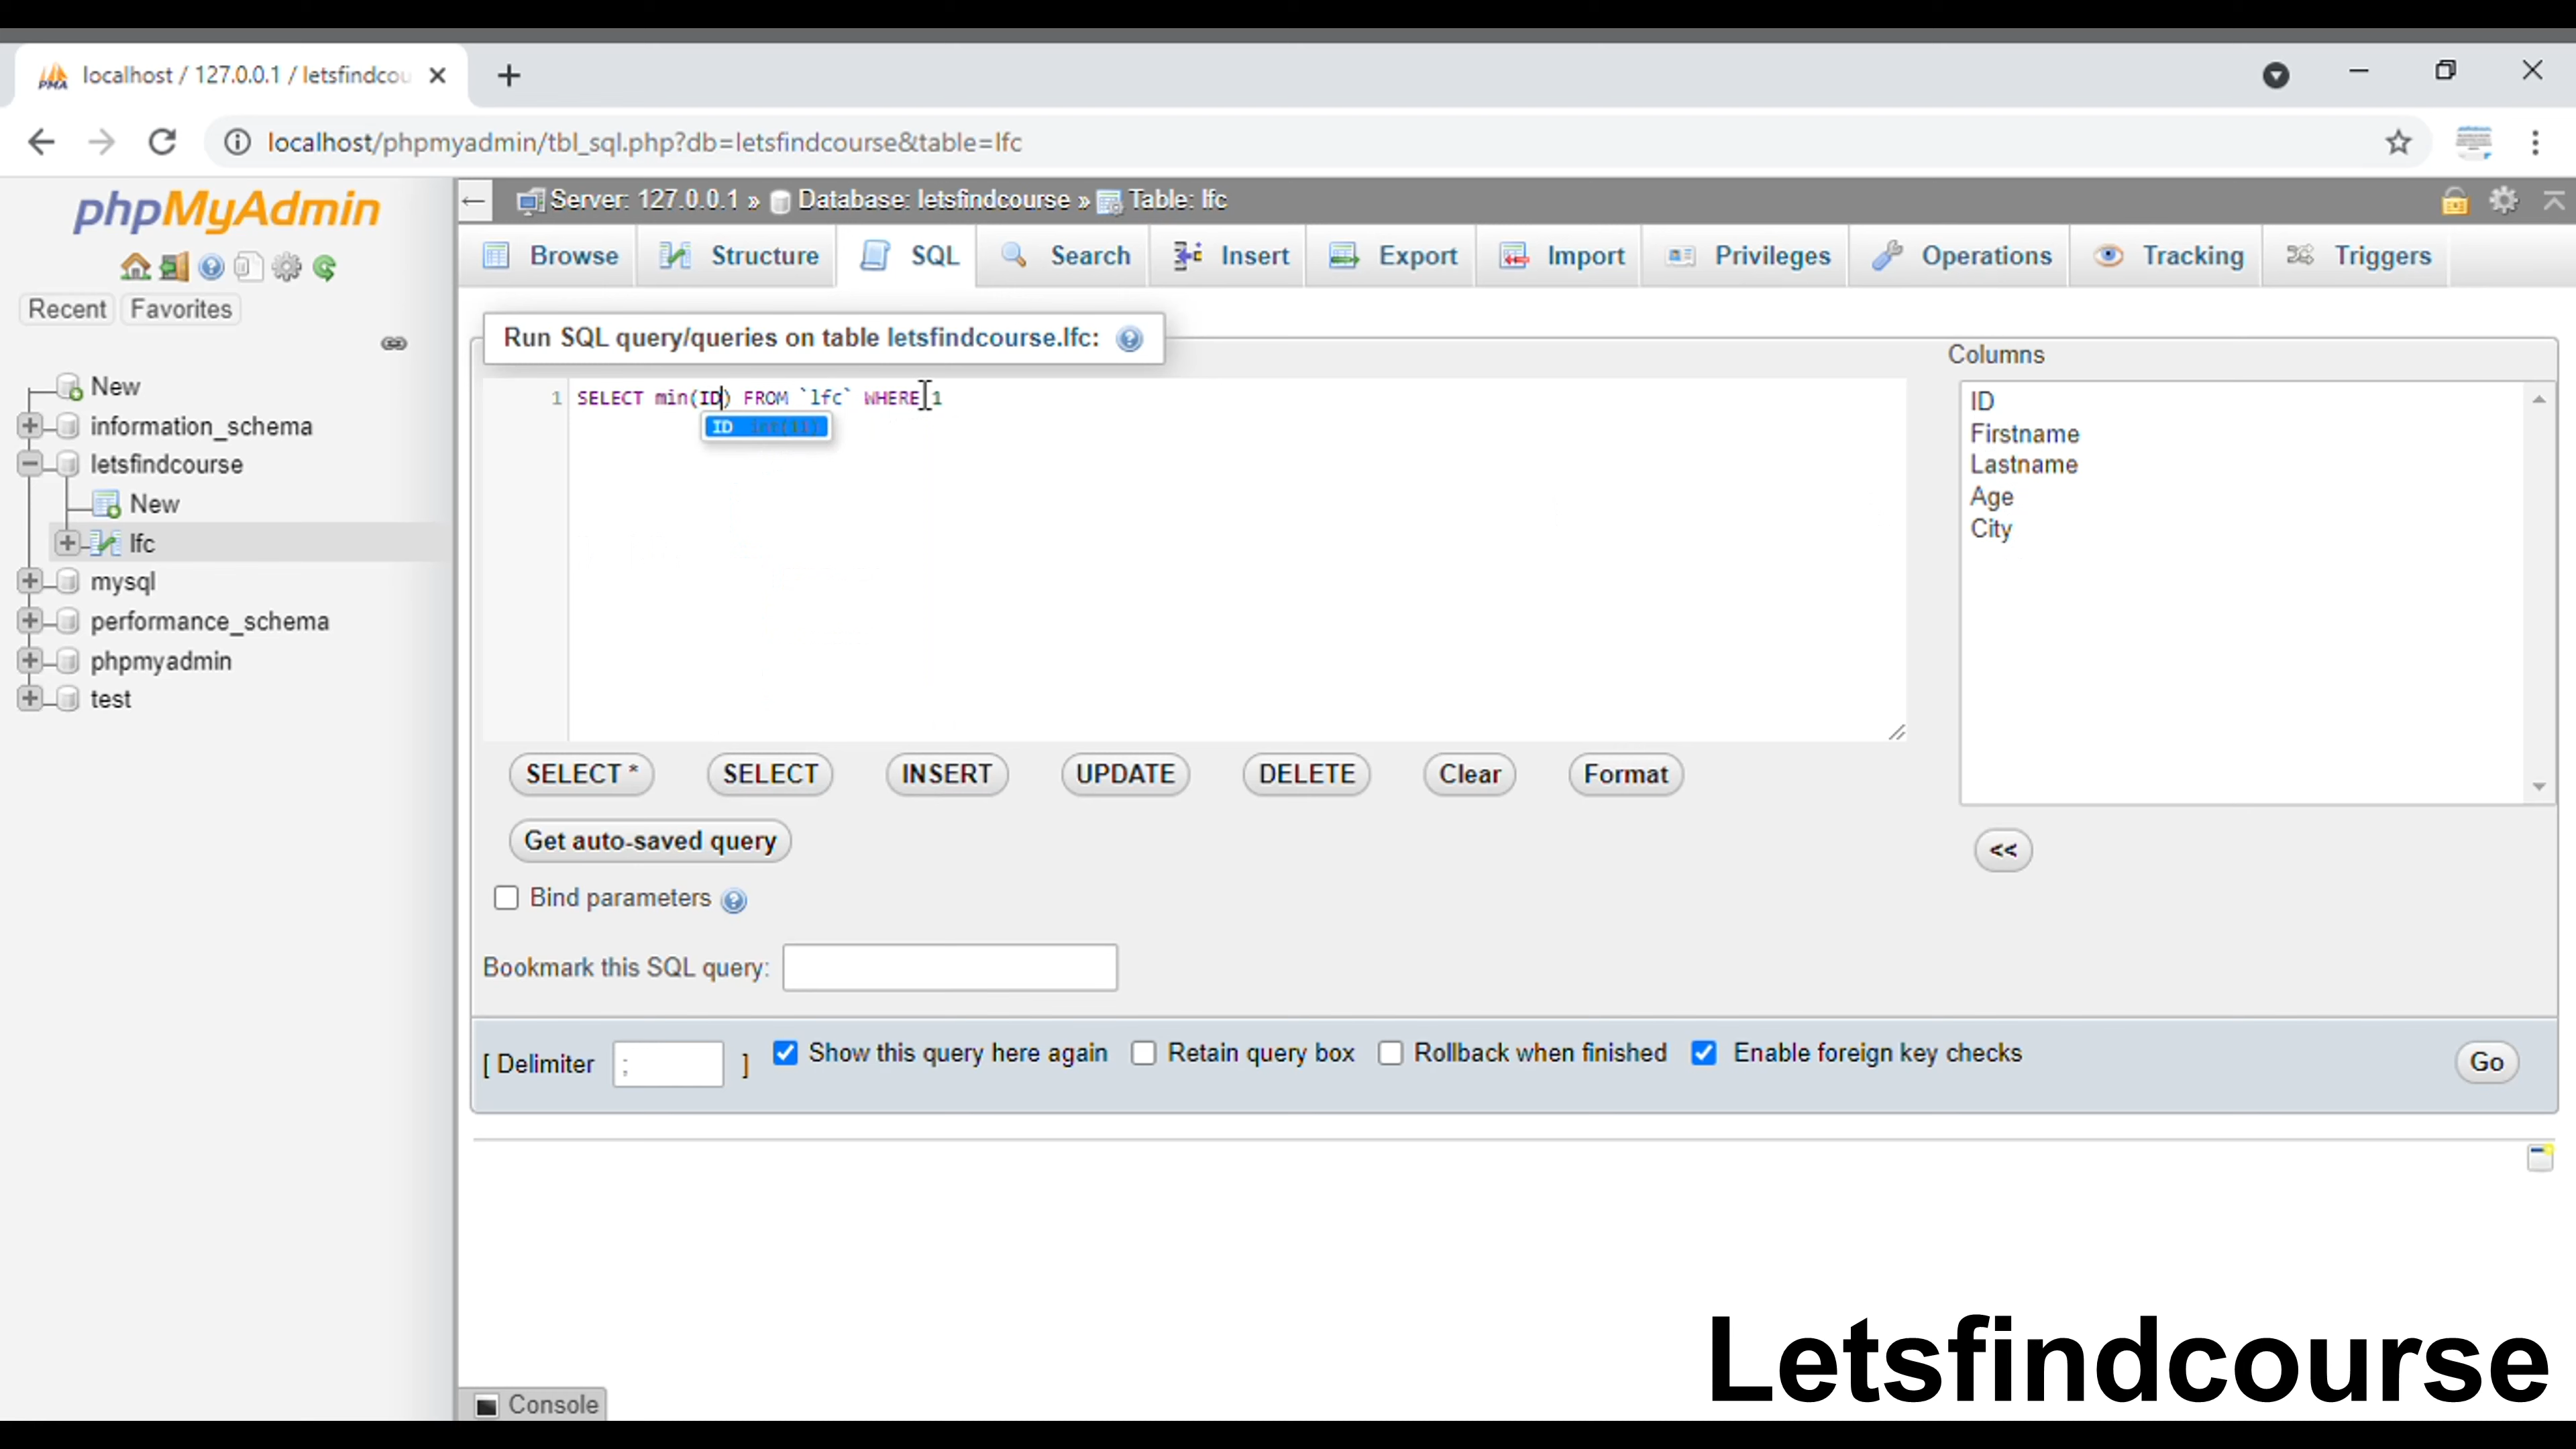 localhost / 127.0.0.1 / letsfindcou
localhost/phpmyadmin/tbl_sql.php?db=letsfindcourse&table=lfc
phpMyAdmin
Recent Favorites
New
information_schema
letsfindcourse
New
lfc
mysql
performance_schema
phpmyadmin
test
Server: 127.0.0.1 » Database: letsfindcourse » Table: lfc
Browse Structure SQL Search Insert Export Import Privileges Operations Tracking Triggers
Run SQL query/queries on table letsfindcourse.lfc:
1 SELECT min(ID) FROM `lfc` WHERE 1
ID int(11)
Columns
ID
Firstname
Lastname
Age
City
SELECT * SELECT INSERT UPDATE DELETE Clear Format
Get auto-saved query
<<
Bind parameters
Bookmark this SQL query:
[ Delimiter ; ] Show this query here again Retain query box Rollback when finished Enable foreign key checks Go
Console
Letsfindcourse